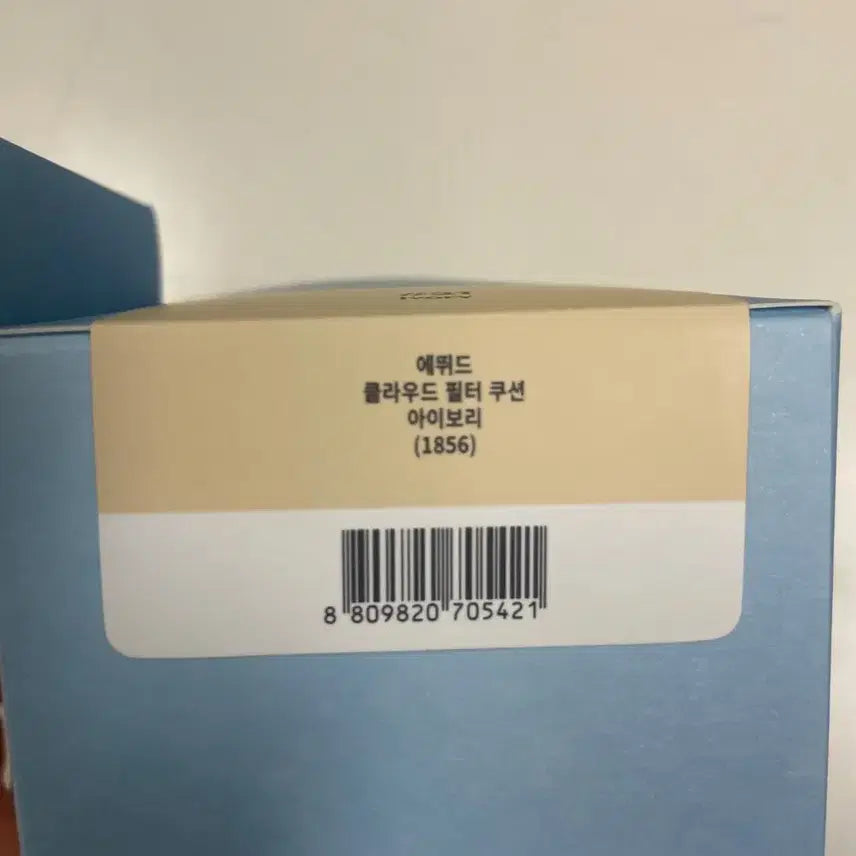 에뛰드
클라우드 필터 쿠션
아이보리
(1856)
8 809820 705421